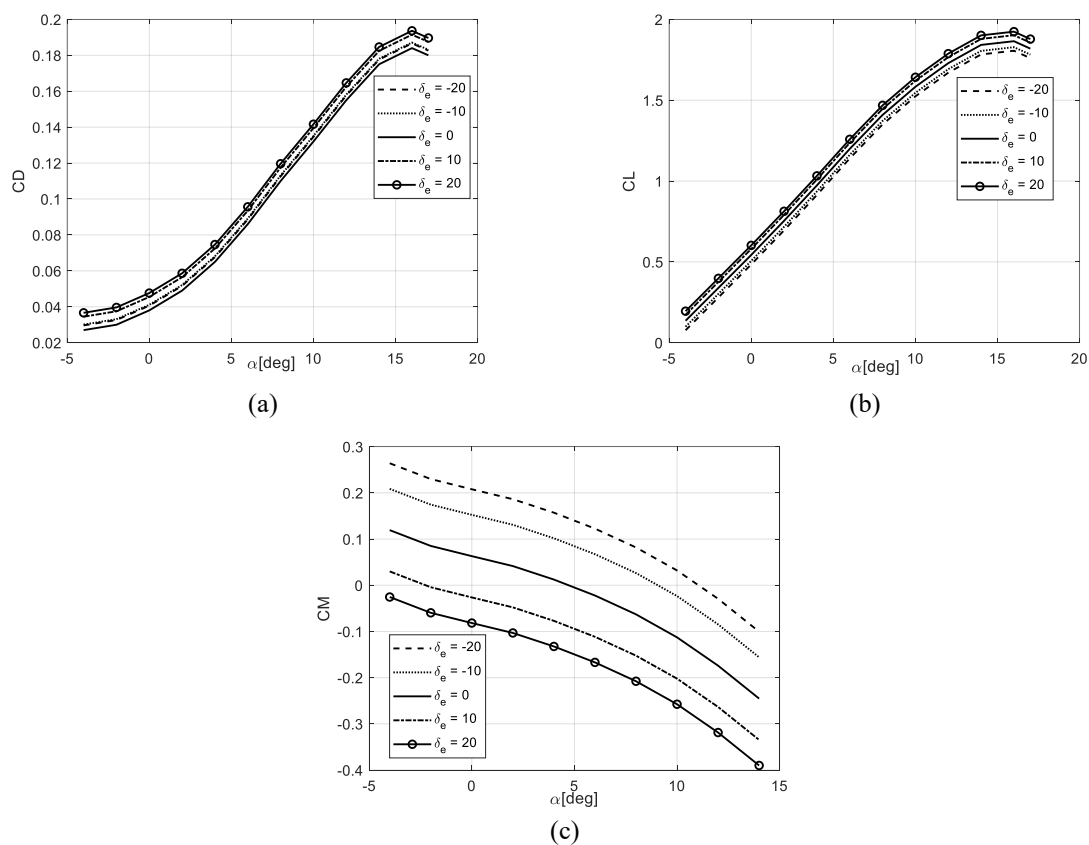 0.2
0.18
0.16
0.14
0.12
0.1
0.08
0.06
0.04
0.02
CD
-5 0 5 10 15 20
α[deg]
δe = -20
δe = -10
δe = 0
δe = 10
δe = 20
(a)
2
1.5
1
0.5
0
CL
-5 0 5 10 15 20
α[deg]
δe = -20
δe = -10
δe = 0
δe = 10
δe = 20
(b)
0.3
0.2
0.1
0
-0.1
-0.2
-0.3
-0.4
CM
δe = -20
δe = -10
δe = 0
δe = 10
δe = 20
-5 0 5 10 15
α[deg]
(c)